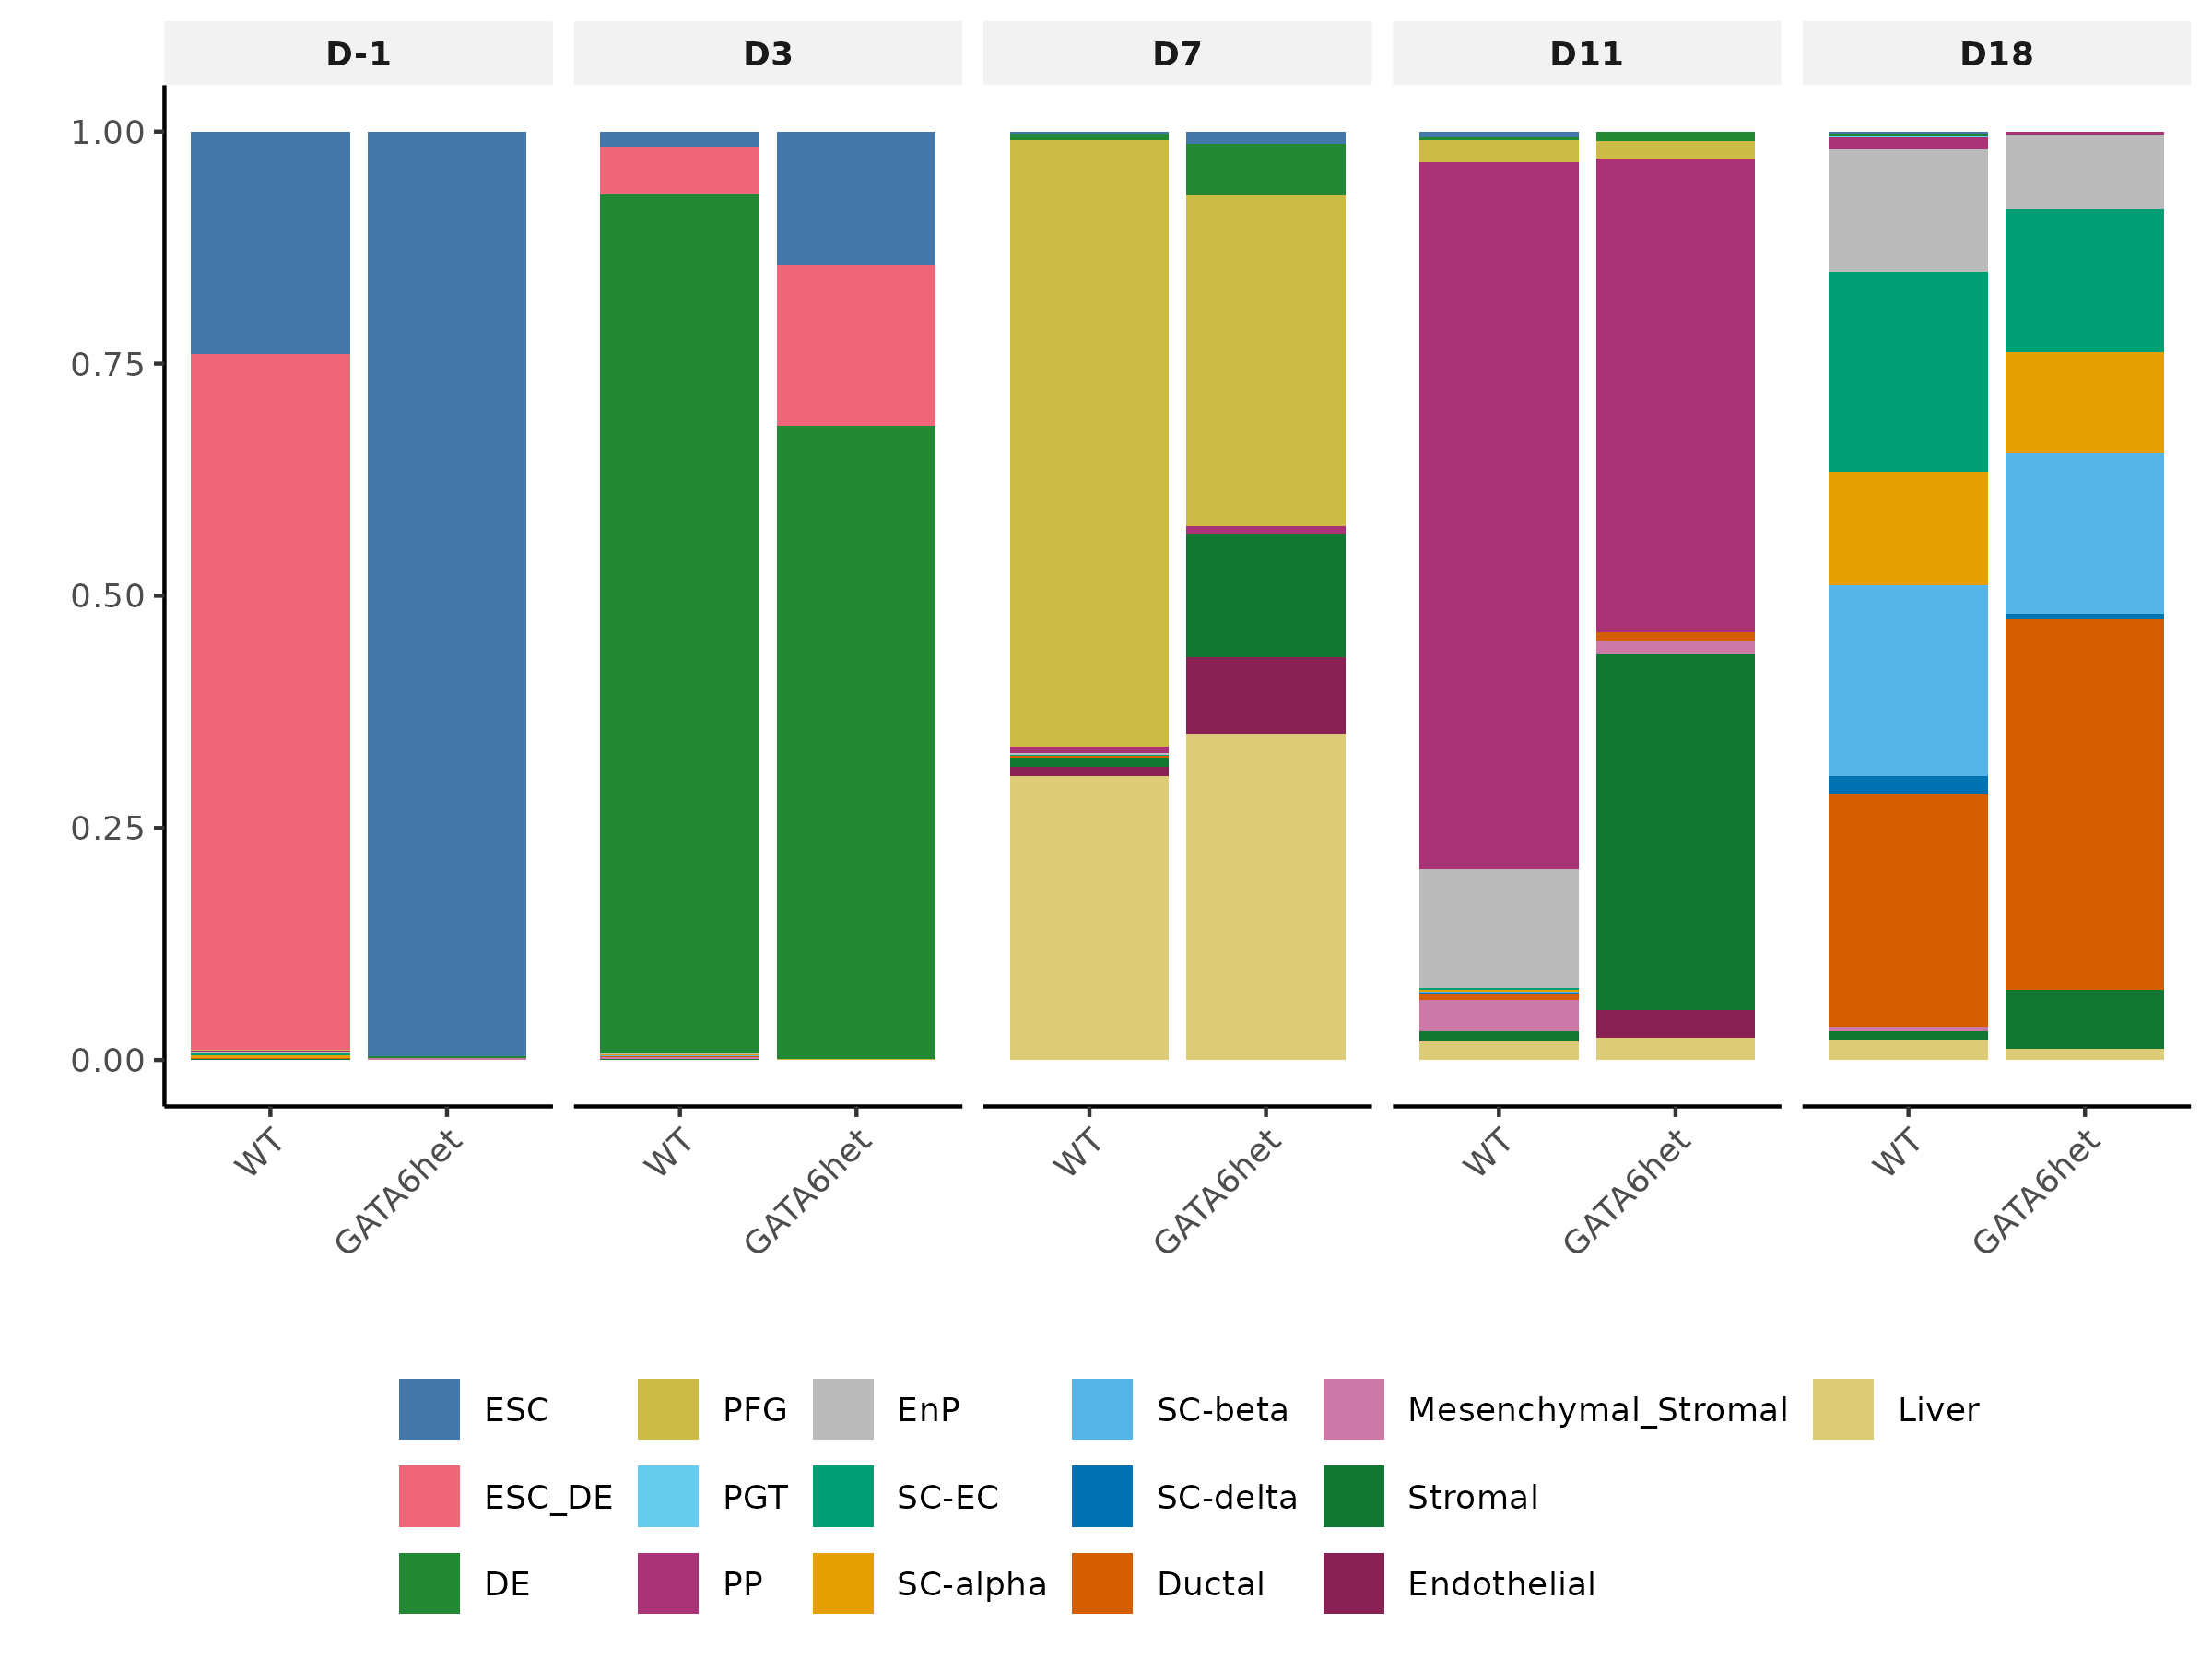 D-1 D3 D7 D11 D18
1.00
0.75
0.50
0.25
0.00
WT GATA6het WT GATA6het WT GATA6het WT GATA6het WT GATA6het
ESC PFG EnP SC-beta Mesenchymal_Stromal Liver
ESC_DE PGT SC-EC SC-delta Stromal
DE PP SC-alpha Ductal Endothelial